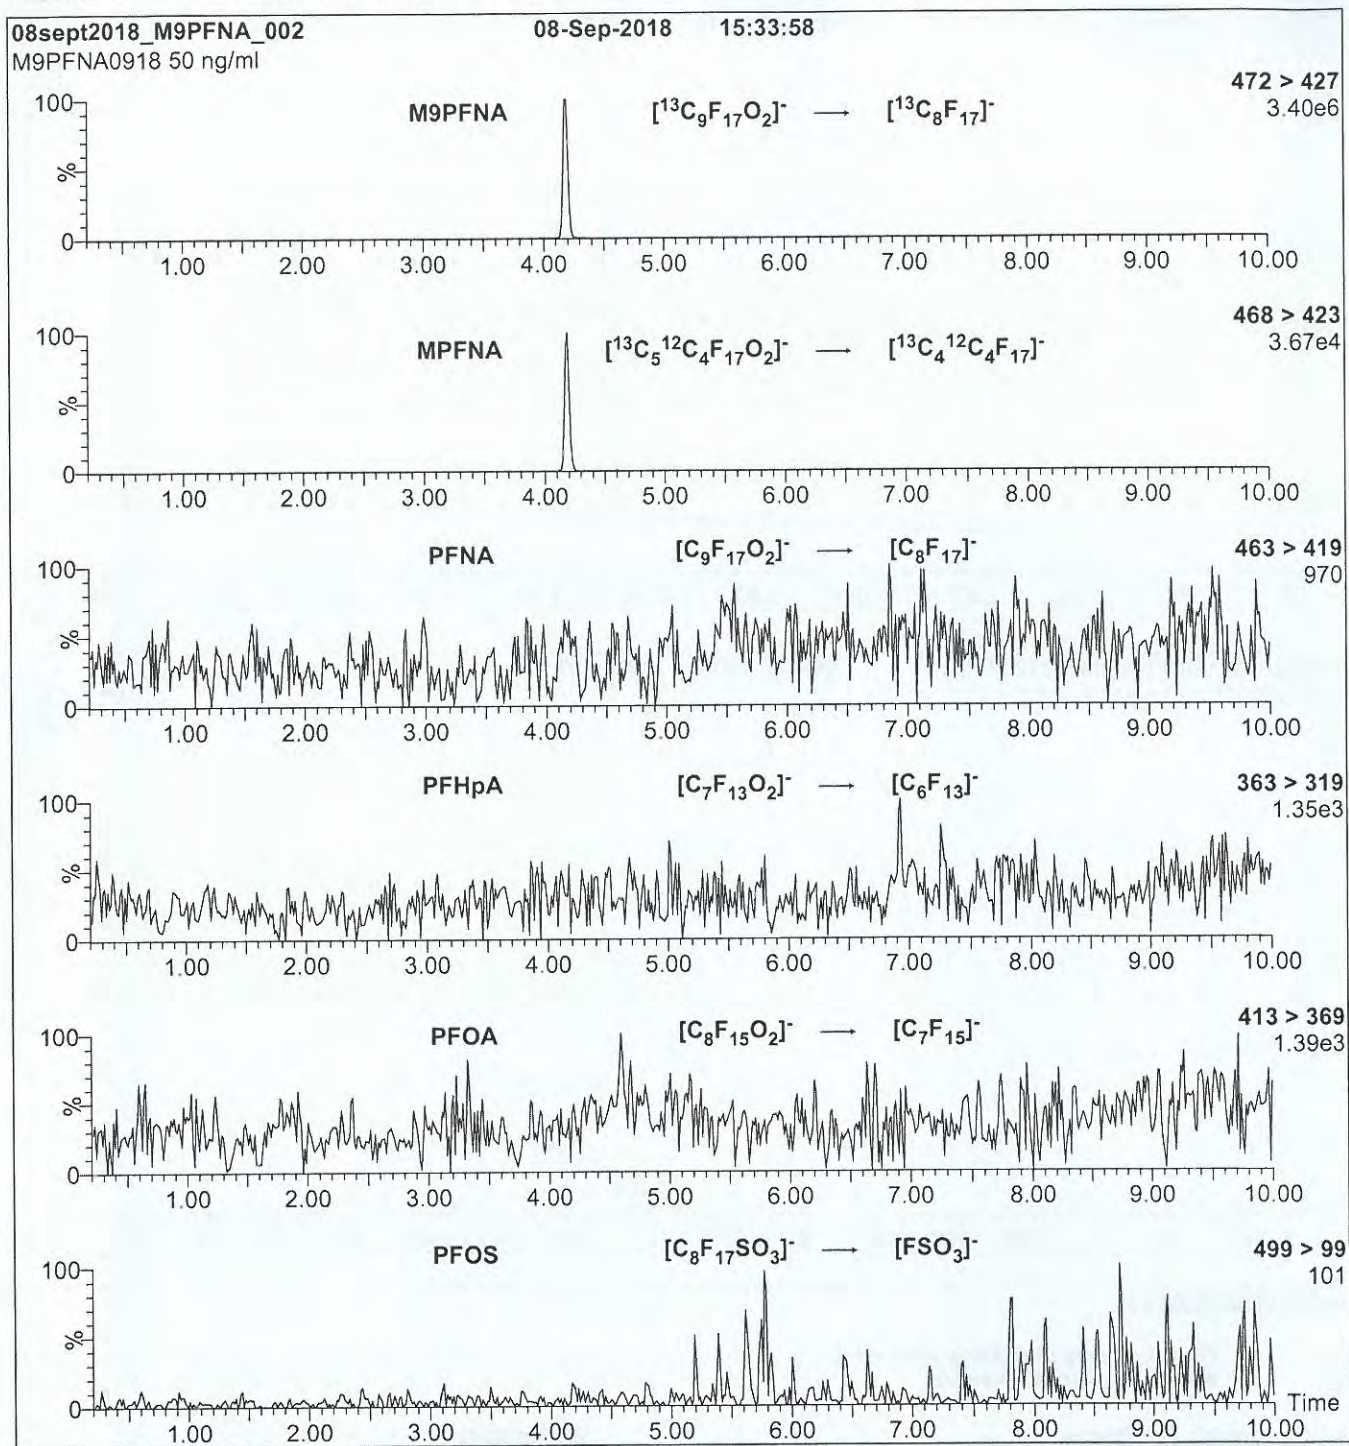 08sept2018_M9PFNA_002 08-Sep-2018 15:33:58
M9PFNA0918 50 ng/ml
472 > 427
3.40e6
M9PFNA [¹³C₉F₁₇O₂]⁻ → [¹³C₈F₁₇]⁻
100
%
0
1.00 2.00 3.00 4.00 5.00 6.00 7.00 8.00 9.00 10.00
468 > 423
3.67e4
MPFNA [¹³C₅¹²C₄F₁₇O₂]⁻ → [¹³C₄¹²C₄F₁₇]⁻
100
%
0
1.00 2.00 3.00 4.00 5.00 6.00 7.00 8.00 9.00 10.00
PFNA [C₉F₁₇O₂]⁻ → [C₈F₁₇]⁻ 463 > 419
970
100
%
0
1.00 2.00 3.00 4.00 5.00 6.00 7.00 8.00 9.00 10.00
PFHpA [C₇F₁₃O₂]⁻ → [C₆F₁₃]⁻ 363 > 319
1.35e3
100
%
0
1.00 2.00 3.00 4.00 5.00 6.00 7.00 8.00 9.00 10.00
PFOA [C₈F₁₅O₂]⁻ → [C₇F₁₅]⁻ 413 > 369
1.39e3
100
%
0
1.00 2.00 3.00 4.00 5.00 6.00 7.00 8.00 9.00 10.00
PFOS [C₈F₁₇SO₃]⁻ → [FSO₃]⁻ 499 > 99
101
100
%
0
Time
1.00 2.00 3.00 4.00 5.00 6.00 7.00 8.00 9.00 10.00